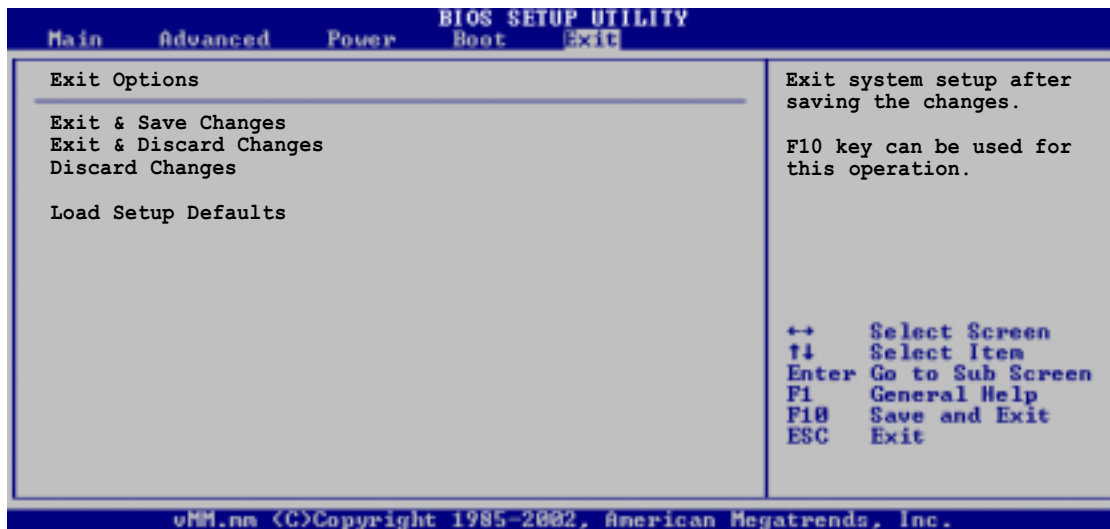 BIOS SETUP UTILITY
Main Advanced Power Boot Exit
Exit Options
Exit & Save Changes
Exit & Discard Changes
Discard Changes
Load Setup Defaults
Exit system setup after
saving the changes.
F10 key can be used for
this operation.
←→ Select Screen
↑↓ Select Item
Enter Go to Sub Screen
F1 General Help
F10 Save and Exit
ESC Exit
vMM.mm (C)Copyright 1985-2002, American Megatrends, Inc.